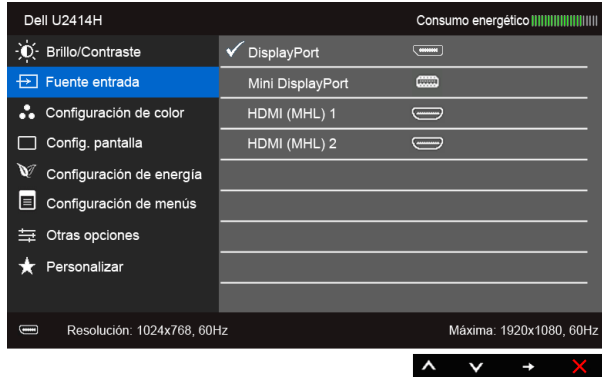 Dell U2414H Consumo energético
Brillo/Contraste DisplayPort
Fuente entrada Mini DisplayPort
Configuración de color HDMI (MHL) 1
Config. pantalla HDMI (MHL) 2
Configuración de energía
Configuración de menús
Otras opciones
Personalizar
Resolución: 1024x768, 60Hz Máxima: 1920x1080, 60Hz